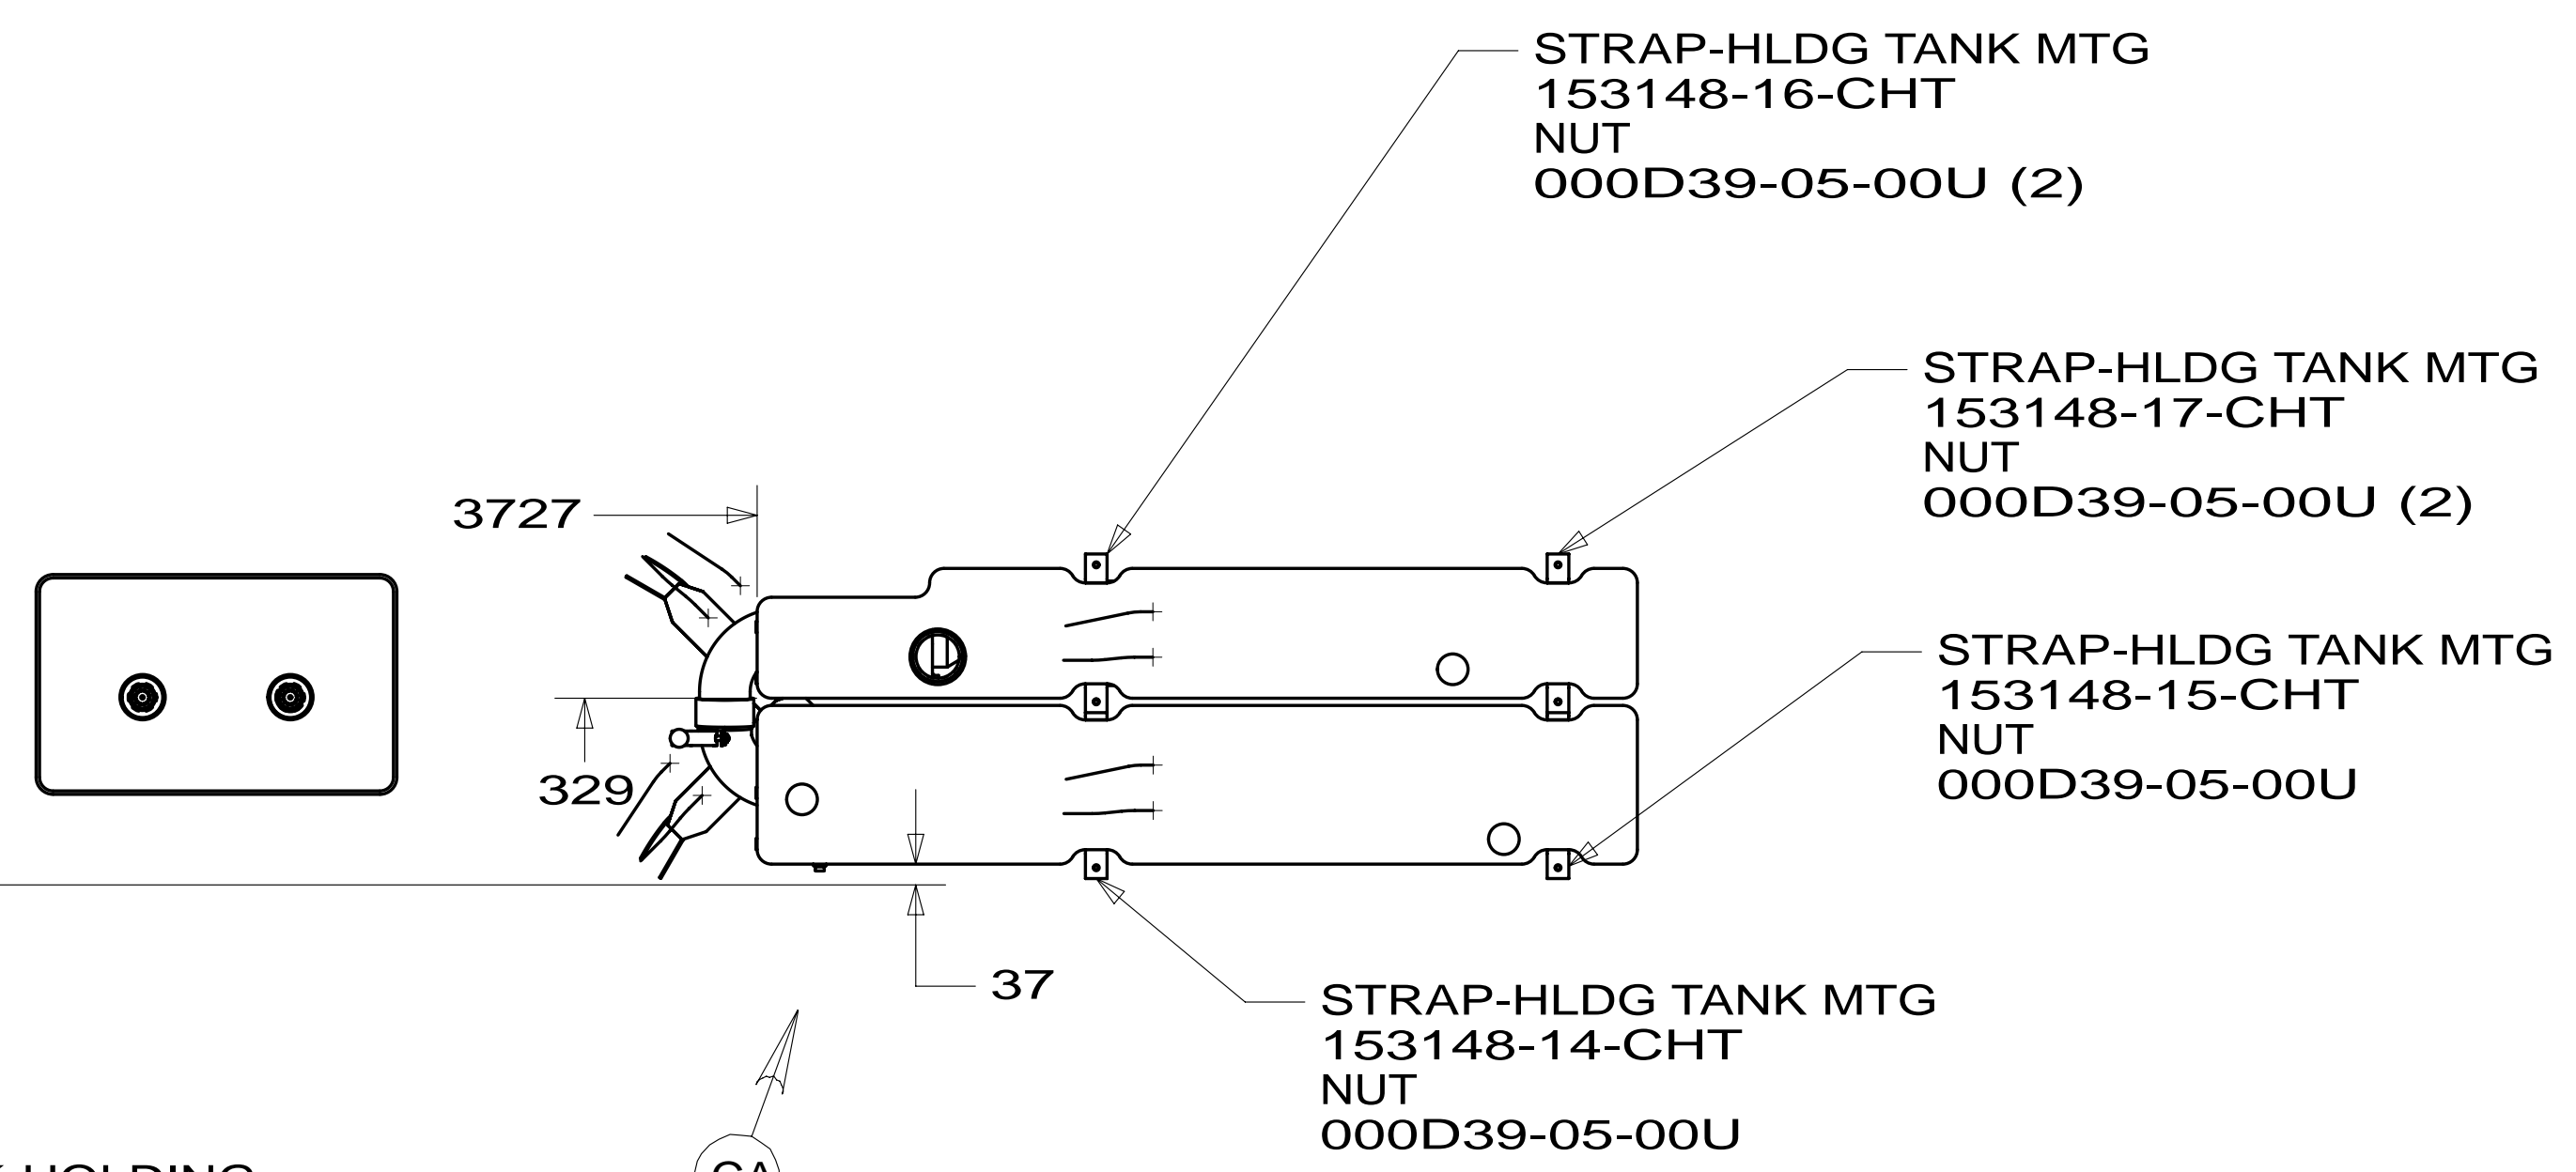 STRAP-HLDG TANK MTG
153148-16-CHT
NUT
000D39-05-00U (2)
STRAP-HLDG TANK MTG
153148-17-CHT
NUT
000D39-05-00U (2)
3727
STRAP-HLDG TANK MTG
153148-15-CHT
NUT
000D39-05-00U
329
37
STRAP-HLDG TANK MTG
153148-14-CHT
NUT
000D39-05-00U
HOLDING